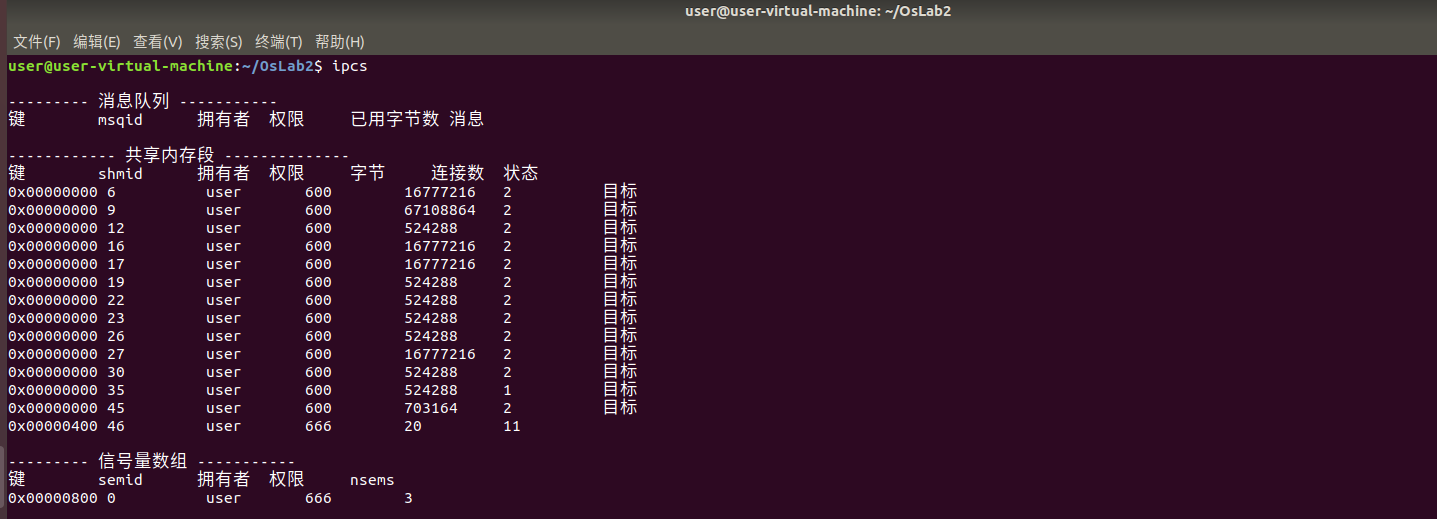 user@user-virtual-machine: ~/OsLab2
文件(F) 编辑(E) 查看(V) 搜索(S) 终端(T) 帮助(H)
user@user-virtual-machine:~/OsLab2$ ipcs
--------- 消息队列 -----------
键 msqid 拥有者 权限 已用字节数 消息
------------ 共享内存段 --------------
键 shmid 拥有者 权限 字节 连接数 状态
0x00000000 6 user 600 16777216 2 目标
0x00000000 9 user 600 67108864 2 目标
0x00000000 12 user 600 524288 2 目标
0x00000000 16 user 600 16777216 2 目标
0x00000000 17 user 600 16777216 2 目标
0x00000000 19 user 600 524288 2 目标
0x00000000 22 user 600 524288 2 目标
0x00000000 23 user 600 524288 2 目标
0x00000000 26 user 600 524288 2 目标
0x00000000 27 user 600 16777216 2 目标
0x00000000 30 user 600 524288 2 目标
0x00000000 35 user 600 524288 1 目标
0x00000000 45 user 600 703164 2 目标
0x00000400 46 user 666 20 11
--------- 信号量数组 -----------
键 semid 拥有者 权限 nsems
0x00000800 0 user 666 3